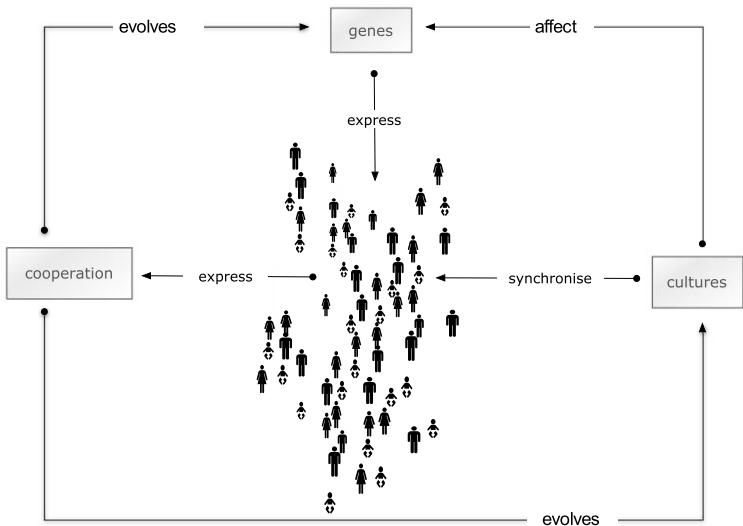 evolves
genes
affect
express
cooperation
express
synchronise
cultures
evolves